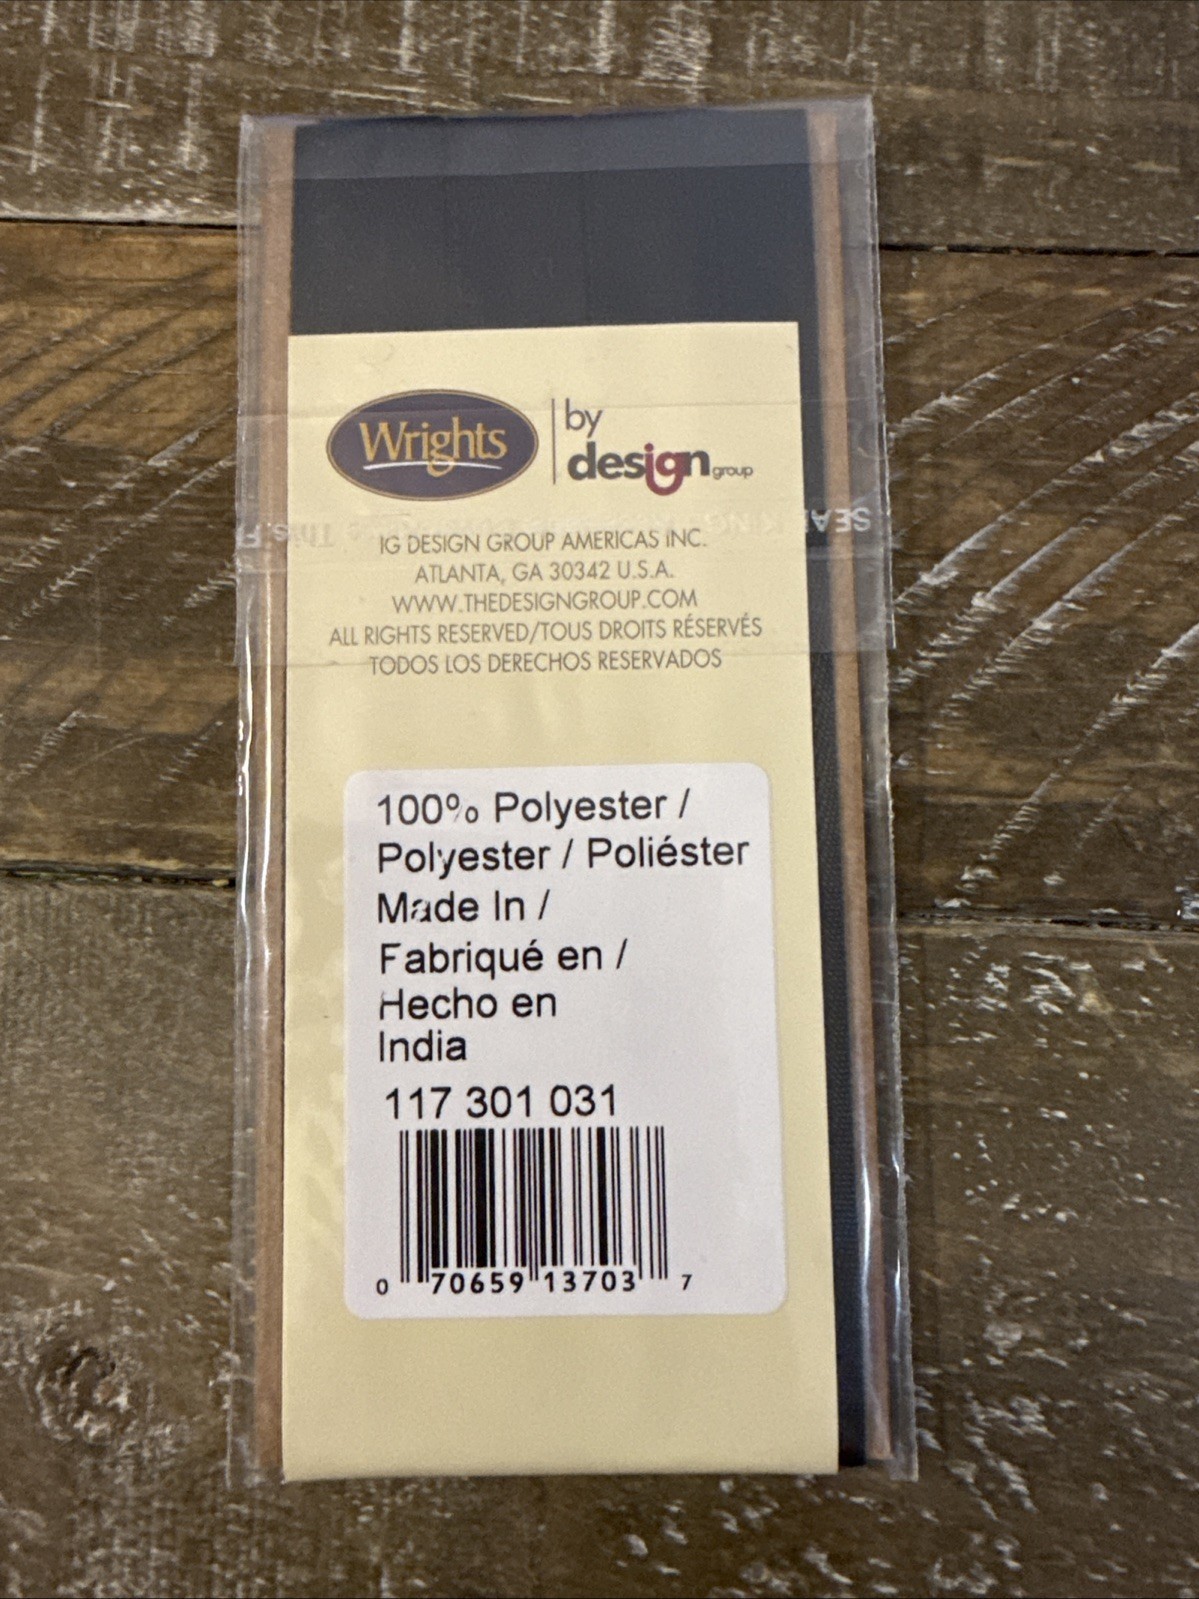 Wrights
by
design group
IG DESIGN GROUP AMERICAS INC.
ATLANTA, GA 30342 U.S.A.
WWW.THEDESIGNGROUP.COM
ALL RIGHTS RESERVED/TOUS DROITS RÉSERVÉS
TODOS LOS DERECHOS RESERVADOS
100% Polyester /
Polyester / Poliéster
Made In /
Fabriqué en /
Hecho en
India
117 301 031
0 70659 13703 7